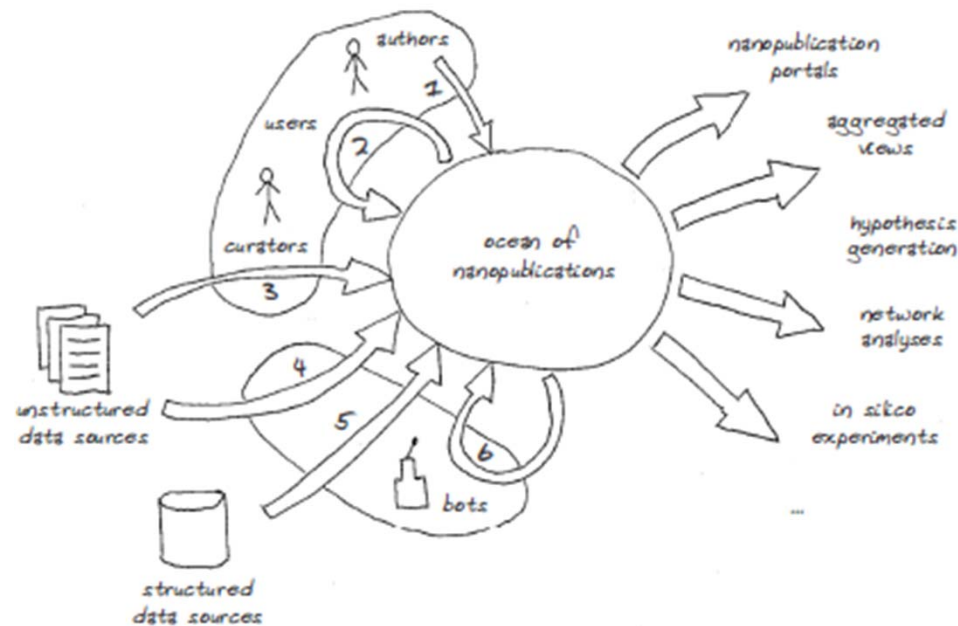 authors
1
users
2
curators
3
unstructured
data sources
4
5
6
bots
structured
data sources
ocean of
nanopublications
nanopublication
portals
aggregated
views
hypothesis
generation
network
analyses
in silico
experiments
...